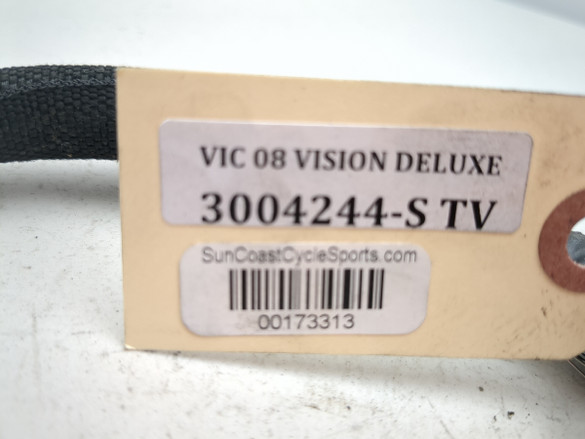 VIC 08 VISION DELUXE
3004244-S TV
SunCoastCycleSports.com
00173313